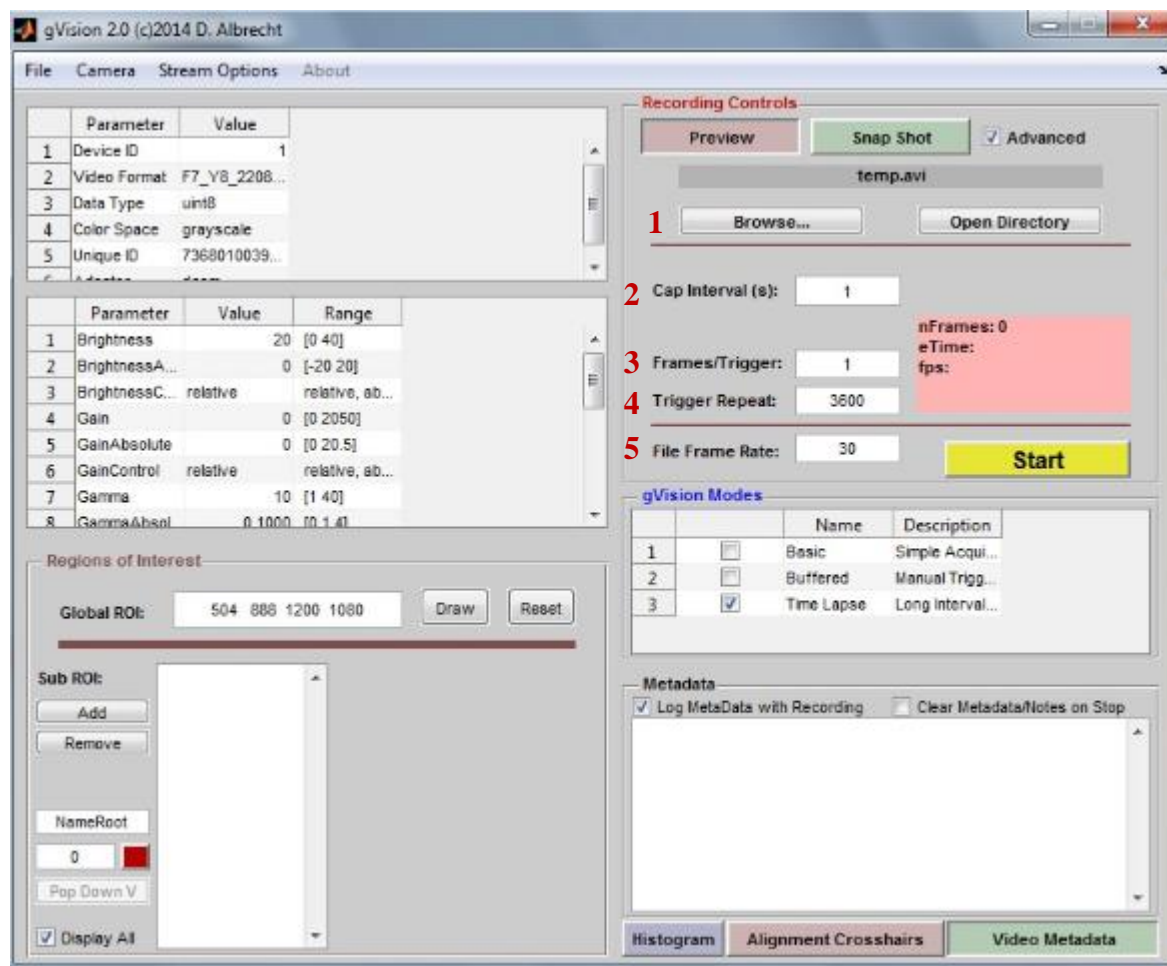 gVision 2.0 (c)2014 D. Albrecht
File Camera Stream Options About
Parameter Value
1 Device ID 1
2 Video Format F7_Y8_2208...
3 Data Type uint8
4 Color Space grayscale
5 Unique ID 7368010039...
Parameter Value Range
1 Brightness 20 [0 40]
2 BrightnessA... 0 [-20 20]
3 BrightnessC... relative relative, ab...
4 Gain 0 [0 2050]
5 GainAbsolute 0 [0 20.5]
6 GainControl relative relative, ab...
7 Gamma 10 [1 40]
8 GammaAbsol 0.1000 [0.1 4]
Regions of Interest
Global ROI: 504 888 1200 1080 Draw Reset
Sub ROI:
Add
Remove
NameRoot
0
Pop Down V
Display All
Recording Controls
Preview Snap Shot Advanced
temp.avi
1 Browse... Open Directory
2 Cap Interval (s): 1
nFrames: 0
eTime:
fps:
3 Frames/Trigger: 1
4 Trigger Repeat: 3600
5 File Frame Rate: 30 Start
gVision Modes
Name Description
1 Basic Simple Acqui...
2 Buffered Manual Trigg...
3 Time Lapse Long Interval...
Metadata
Log MetaData with Recording Clear Metadata/Notes on Stop
Histogram Alignment Crosshairs Video Metadata